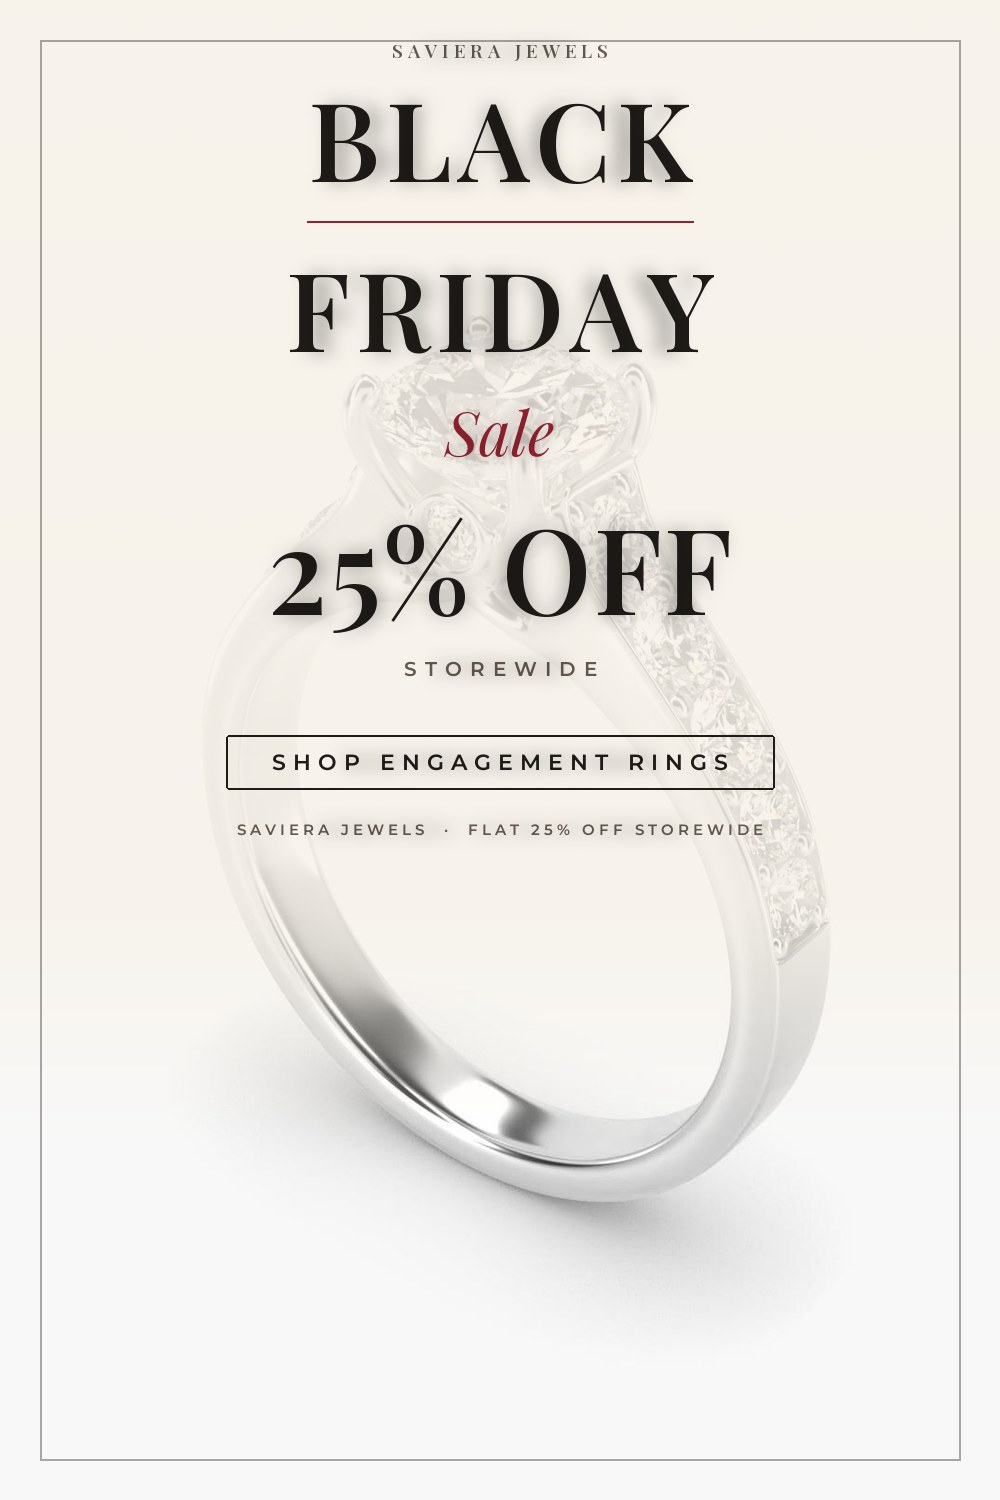 SAVIERA JEWELS
BLACK
FRIDAY
Sale
25% OFF
STOREWIDE
SHOP ENGAGEMENT RINGS
SAVIERA JEWELS · FLAT 25% OFF STOREWIDE